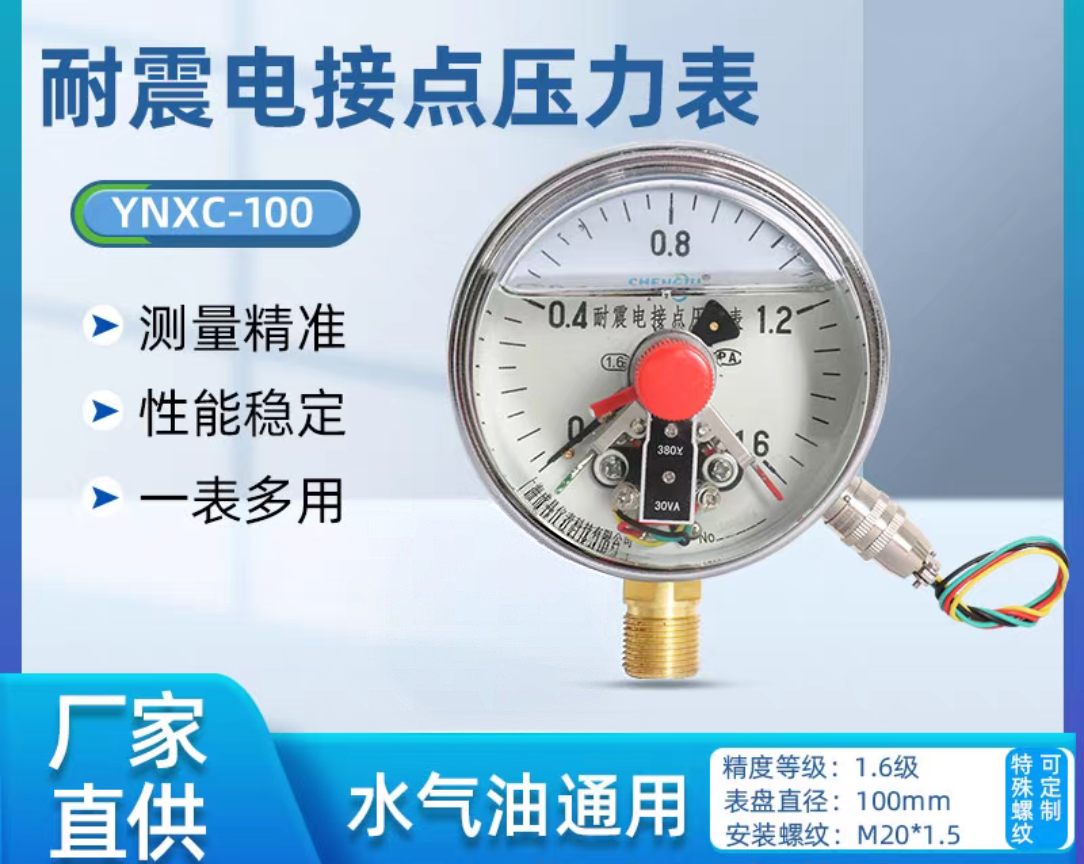 耐震电接点压力表
YNXC-100
测量精准
性能稳定
一表多用
0.8
0.4
耐震电接点压
表
1.2
1.6
0
6
380V
30VA
No.
厂家
直供
水气油通用
精度等级：1.6级
表盘直径：100mm
安装螺纹：M20*1.5
可定制
特殊螺纹